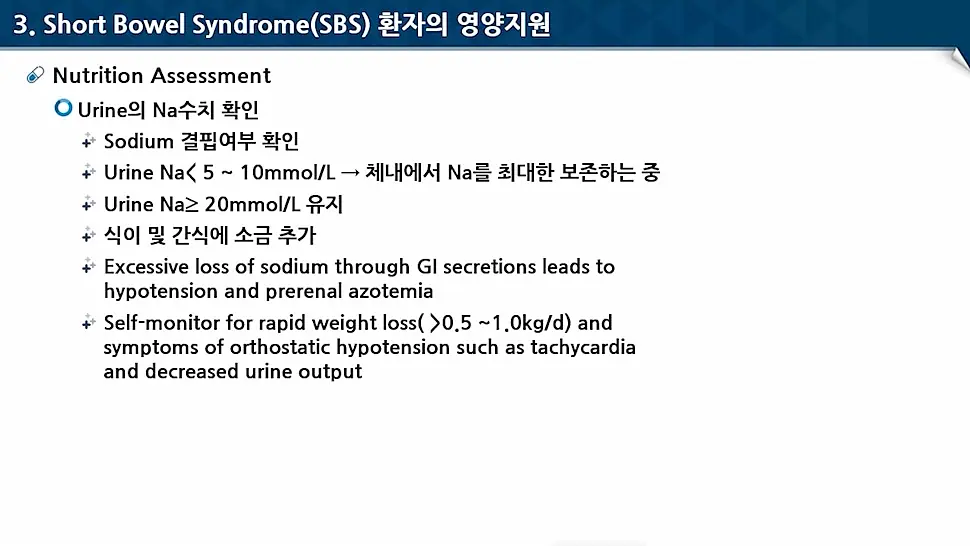 3. Short Bowel Syndrome(SBS) 환자의 영양지원
Nutrition Assessment
Urine의 Na수치 확인
Sodium 결핍여부 확인
Urine Na< 5 ~ 10mmol/L → 체내에서 Na를 최대한 보존하는 중
Urine Na≥ 20mmol/L 유지
식이 및 간식에 소금 추가
Excessive loss of sodium through GI secretions leads to
hypotension and prerenal azotemia
Self-monitor for rapid weight loss( >0.5 ~1.0kg/d) and
symptoms of orthostatic hypotension such as tachycardia
and decreased urine output